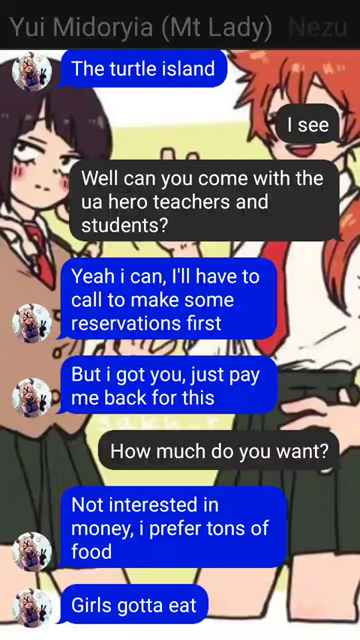 Yui Midoryia (Mt Lady) Nezu
The turtle island
I see
Well can you come with the
ua hero teachers and
students?
Yeah i can, I'll have to
call to make some
reservations first
But i got you, just pay
me back for this
How much do you want?
Not interested in
money, i prefer tons of
food
Girls gotta eat